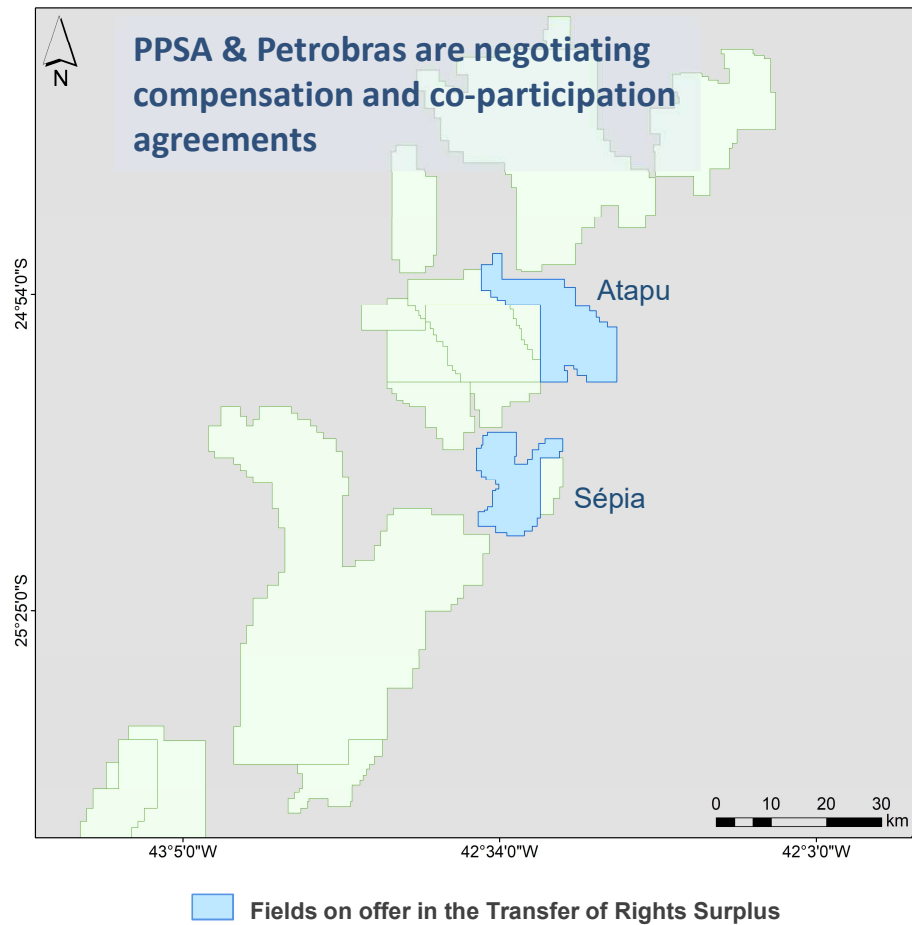 PPSA & Petrobras are negotiating
compensation and co-participation
agreements
N
24°54'0"S
Atapu
Sépia
25°25'0"S
0 10 20 30
km
43°5'0"W 42°34'0"W 42°3'0"W
Fields on offer in the Transfer of Rights Surplus